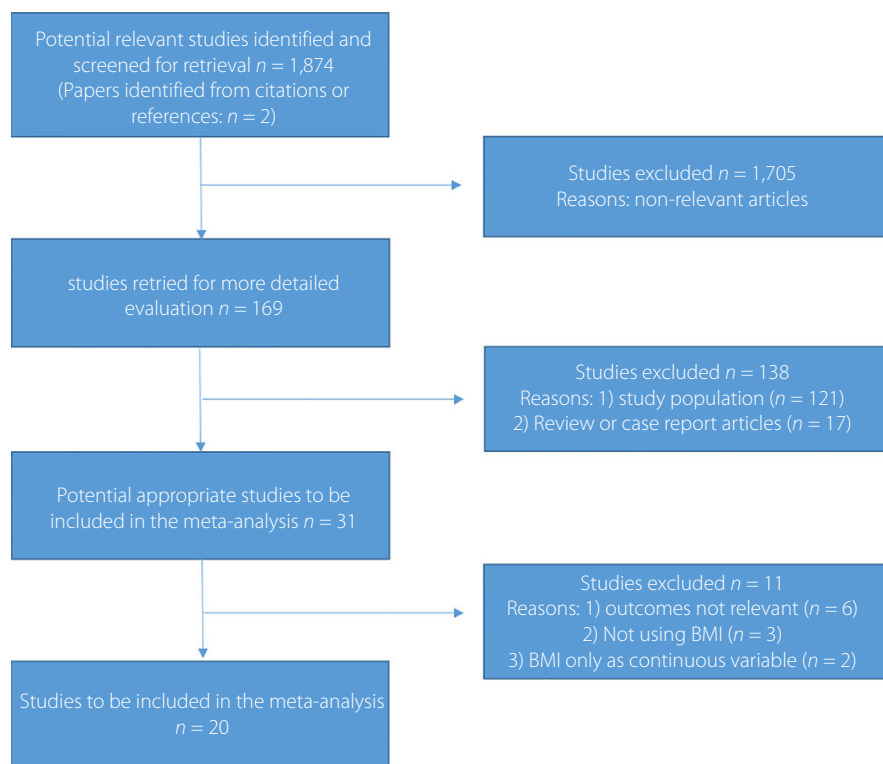 Potential relevant studies identified and
screened for retrieval n = 1,874
(Papers identified from citations or
references: n = 2)
Studies excluded n = 1,705
Reasons: non-relevant articles
studies retried for more detailed
evaluation n = 169
Studies excluded n = 138
Reasons: 1) study population (n = 121)
2) Review or case report articles (n = 17)
Potential appropriate studies to be
included in the meta-analysis n = 31
Studies excluded n = 11
Reasons: 1) outcomes not relevant (n = 6)
2) Not using BMI (n = 3)
3) BMI only as continuous variable (n = 2)
Studies to be included in the meta-analysis
n = 20